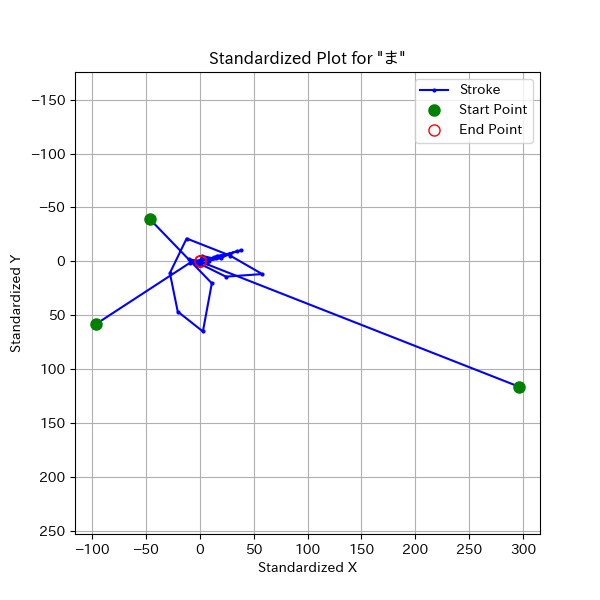 Standardized Plot for "ま"
Stroke
Start Point
End Point
−150
−100
−50
0
50
100
150
200
250
Standardized Y
−100 −50 0 50 100 150 200 250 300
Standardized X